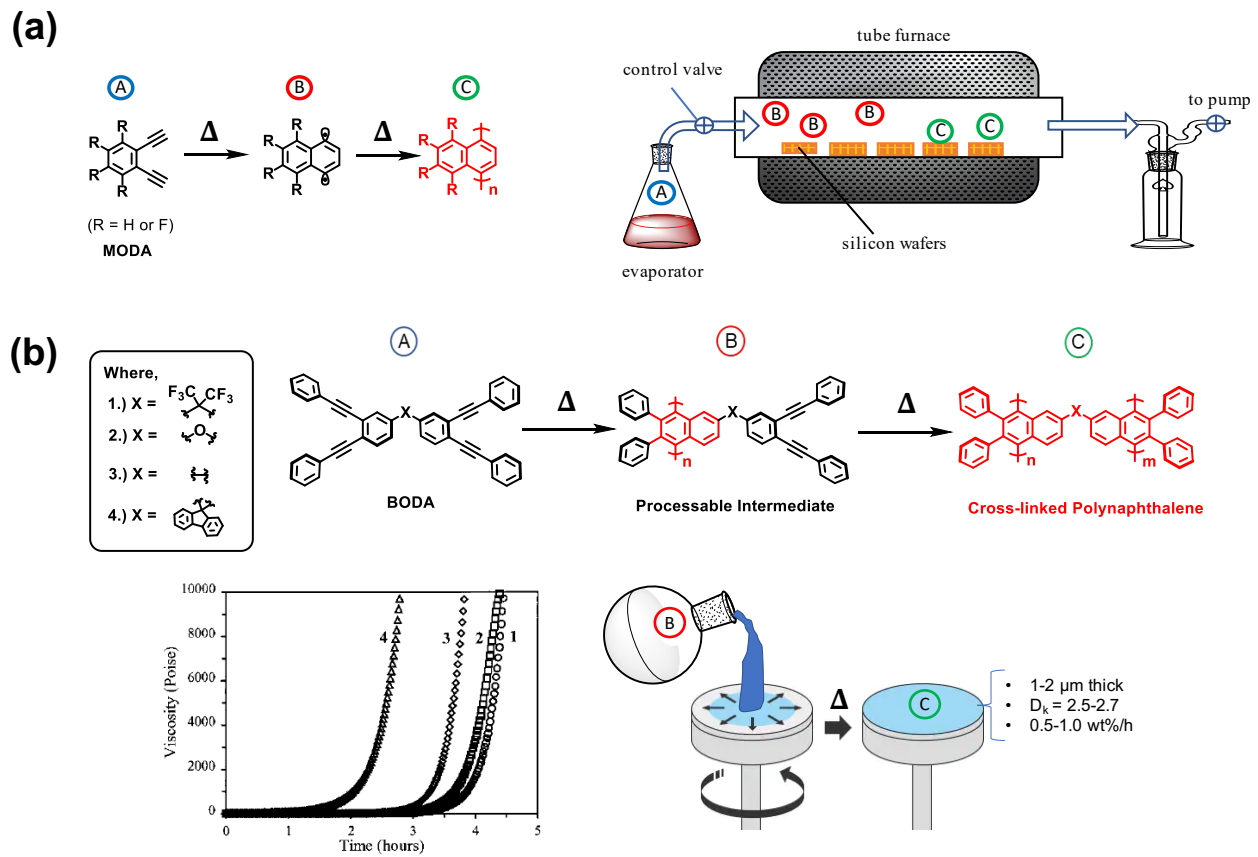 (a)
A
B
C
R
R
R
R
Δ
R
R
R
R
Δ
R
R
R
R
n
(R = H or F)
MODA
tube furnace
control valve
to pump
B
B
B
C
C
A
silicon wafers
evaporator
(b)
A
B
C
Where,
1.) X =
F3C
CF3
2.) X =
O
3.) X =
4.) X =
X
Δ
X
n
Δ
X
n
m
BODA
Processable Intermediate
Cross-linked Polynaphthalene
Viscosity (Poise)
10000
8000
6000
4000
2000
0
4
3
2
1
0
1
2
3
4
5
Time (hours)
B
Δ
C
• 1-2 µm thick
• Dk = 2.5-2.7
• 0.5-1.0 wt%/h